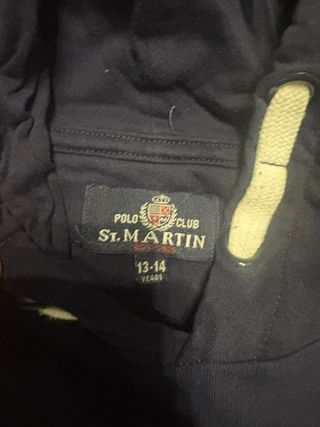 POLO CLUB
St. MARTIN
13-14
YEARS